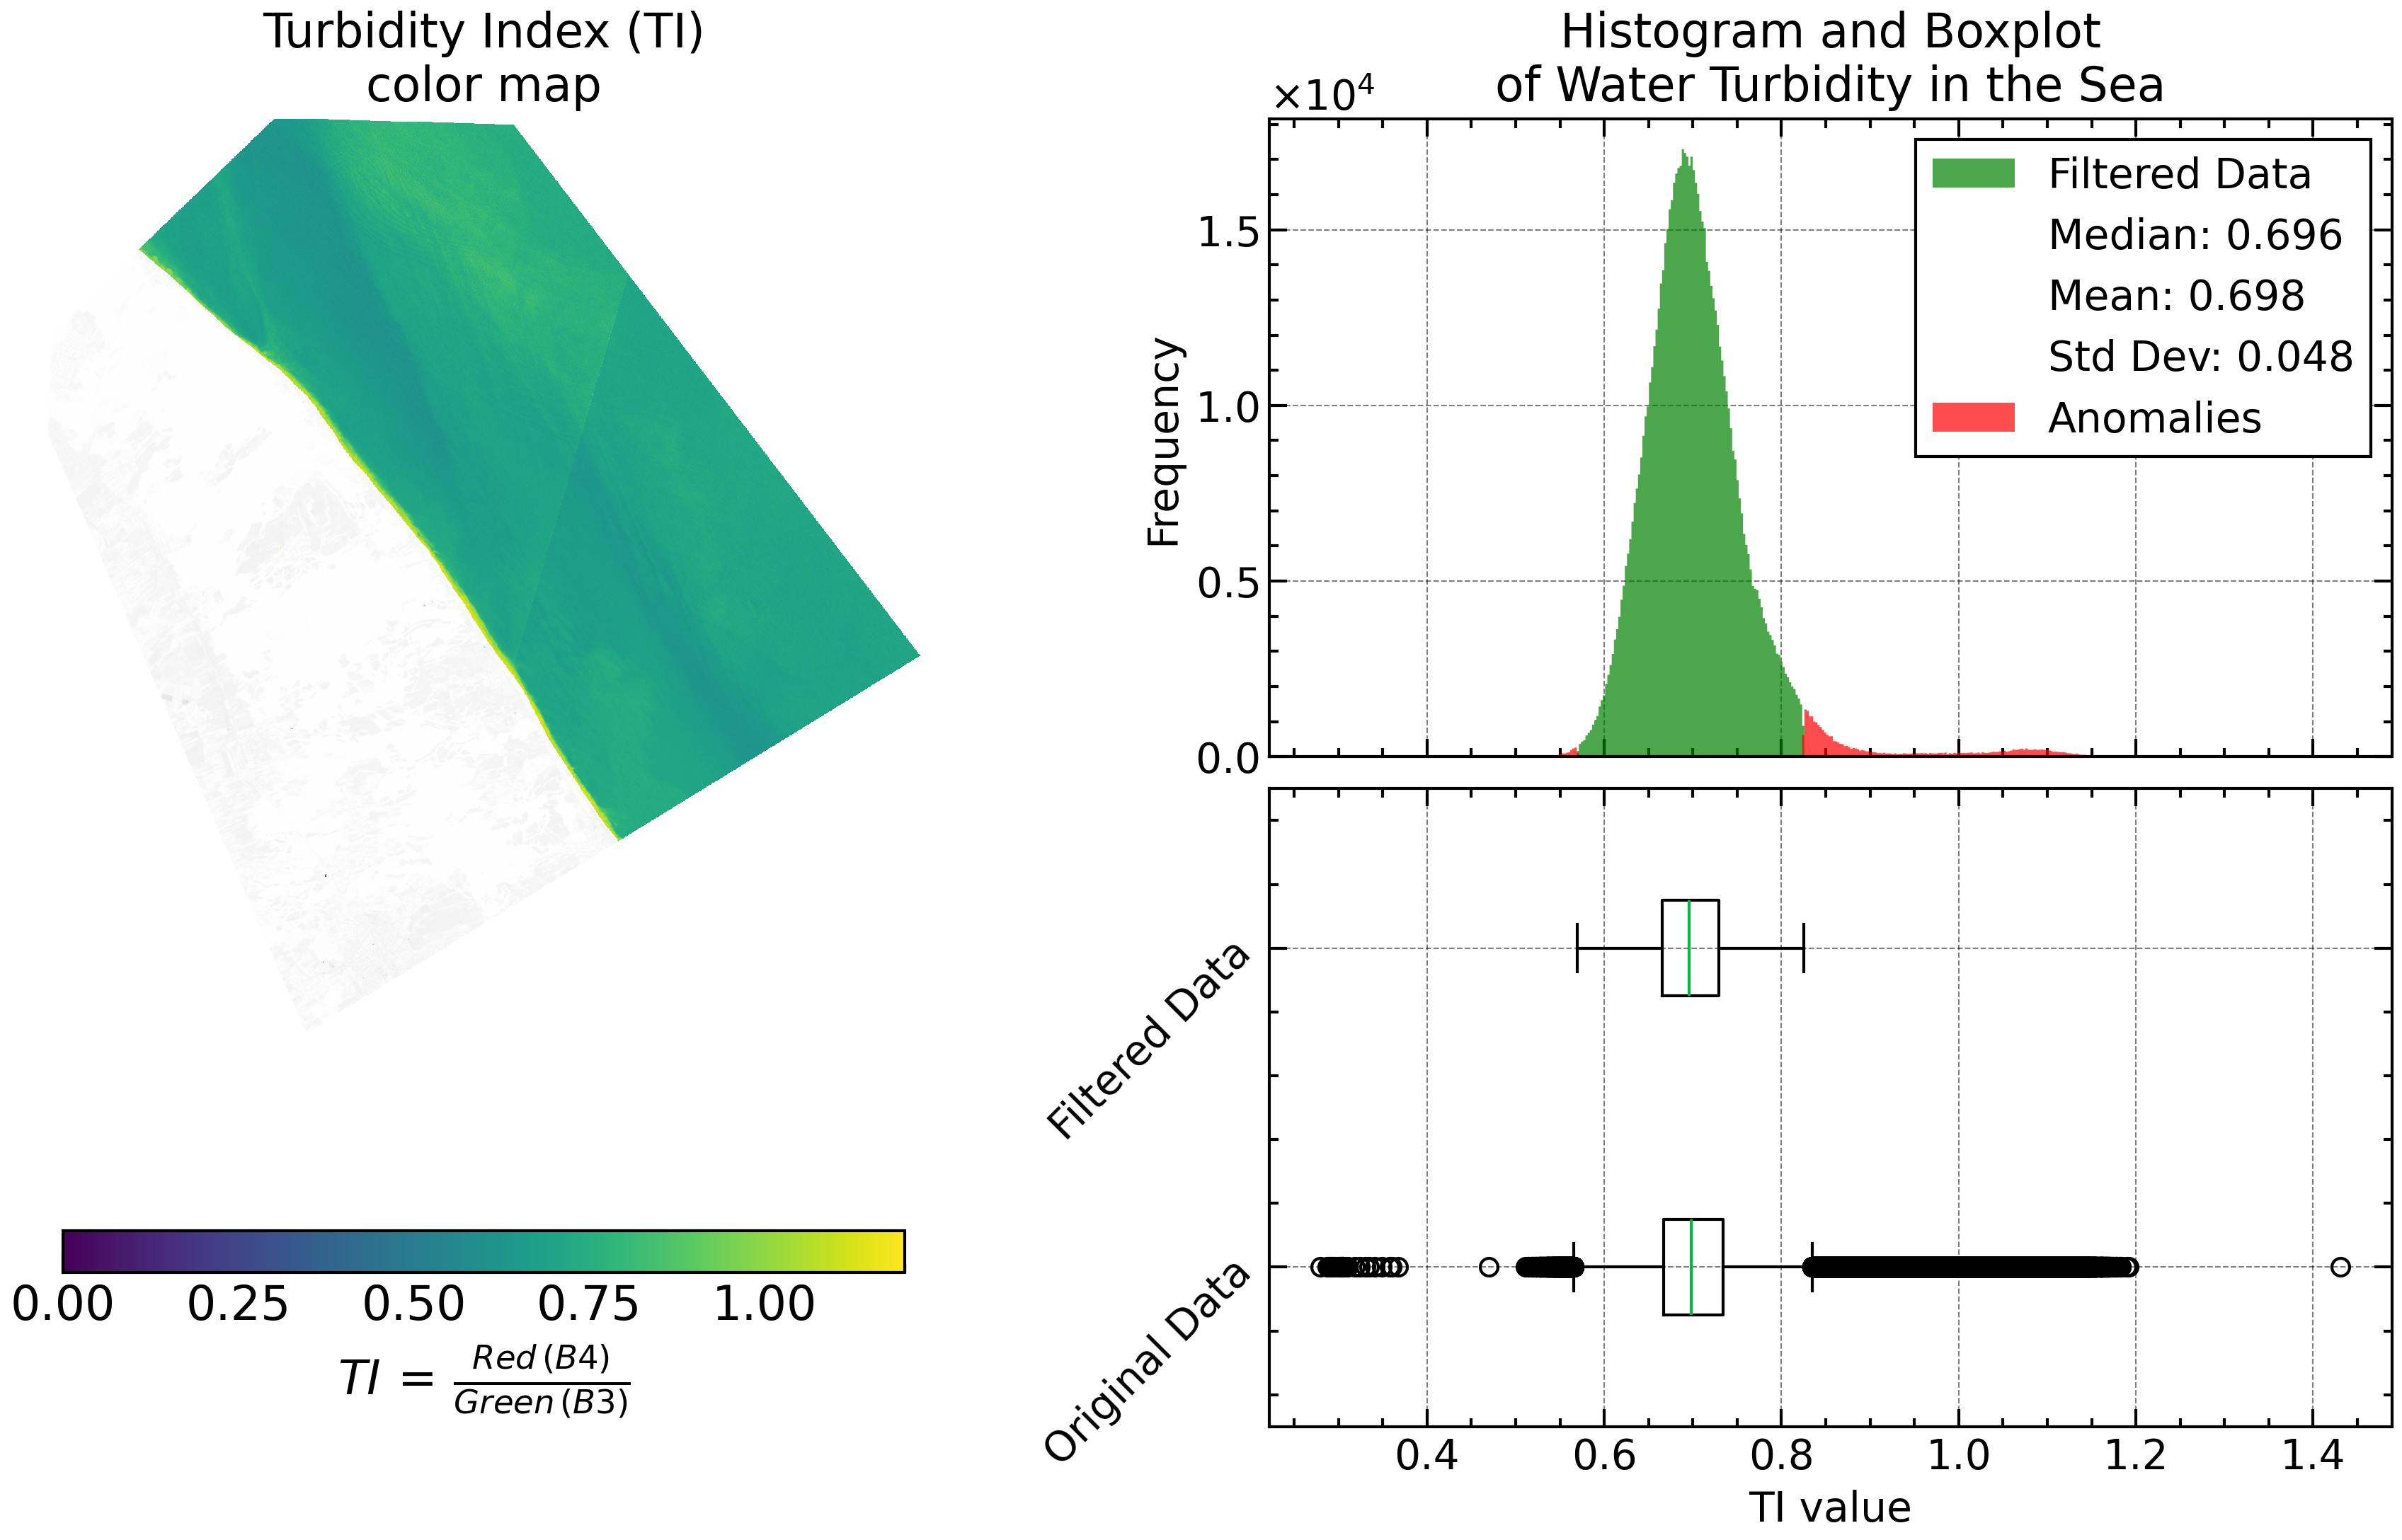 Turbidity Index (TI)
color map
0.00 0.25 0.50 0.75 1.00
TI = Red (B4) / Green (B3)
Histogram and Boxplot
of Water Turbidity in the Sea
×10⁴
1.5
1.0
0.5
0.0
Frequency
Filtered Data
Median: 0.696
Mean: 0.698
Std Dev: 0.048
Anomalies
Filtered Data
Original Data
0.4 0.6 0.8 1.0 1.2 1.4
TI value